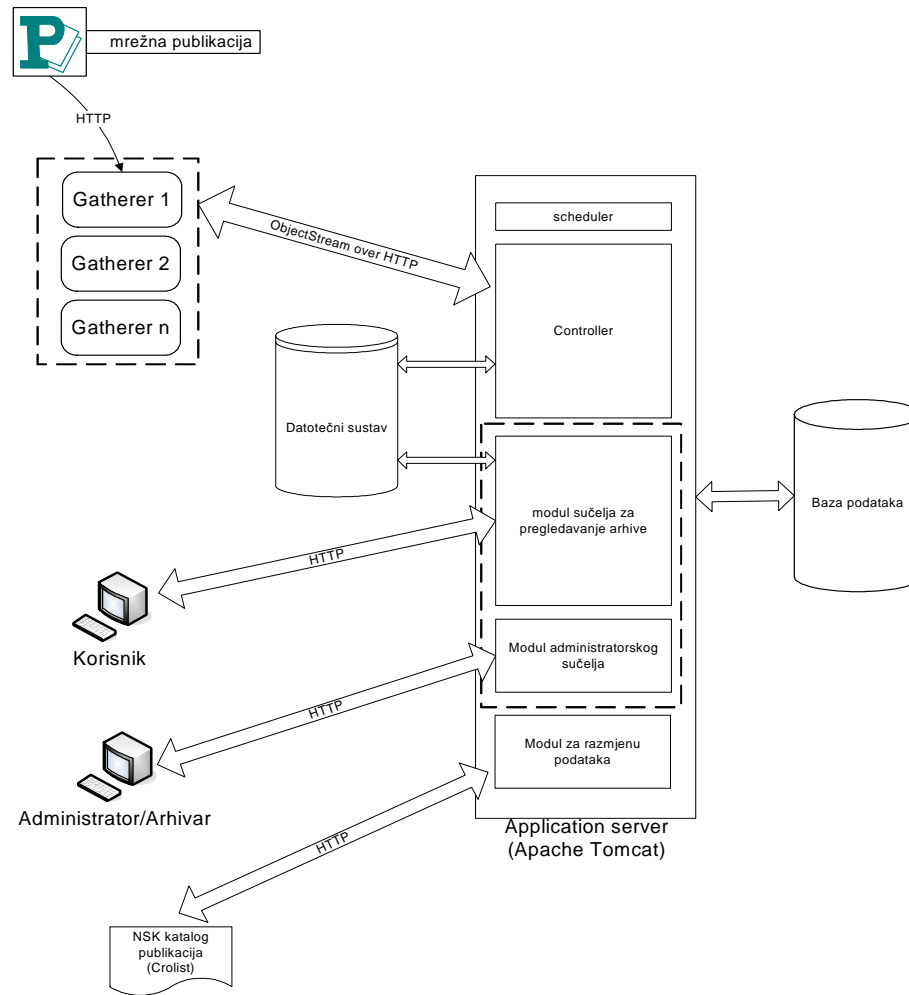 P
mrežna publikacija
HTTP
Gatherer 1
Gatherer 2
Gatherer n
ObjectStream over HTTP
scheduler
Controller
Datotečni sustav
modul sučelja za
pregledavanje arhive
Baza podataka
HTTP
Korisnik
Modul administratorskog
sučelja
HTTP
Modul za razmjenu
podataka
Administrator/Arhivar
Application server
(Apache Tomcat)
HTTP
NSK katalog
publikacija
(Crolist)